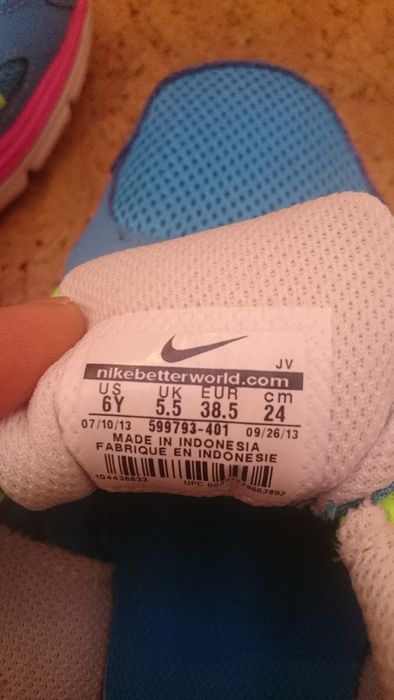 JV
nikebetterworld.com
US UK EUR cm
6Y 5.5 38.5 24
07/10/13 599793-401 09/26/13
MADE IN INDONESIA
FABRIQUE EN INDONESIE
UPC